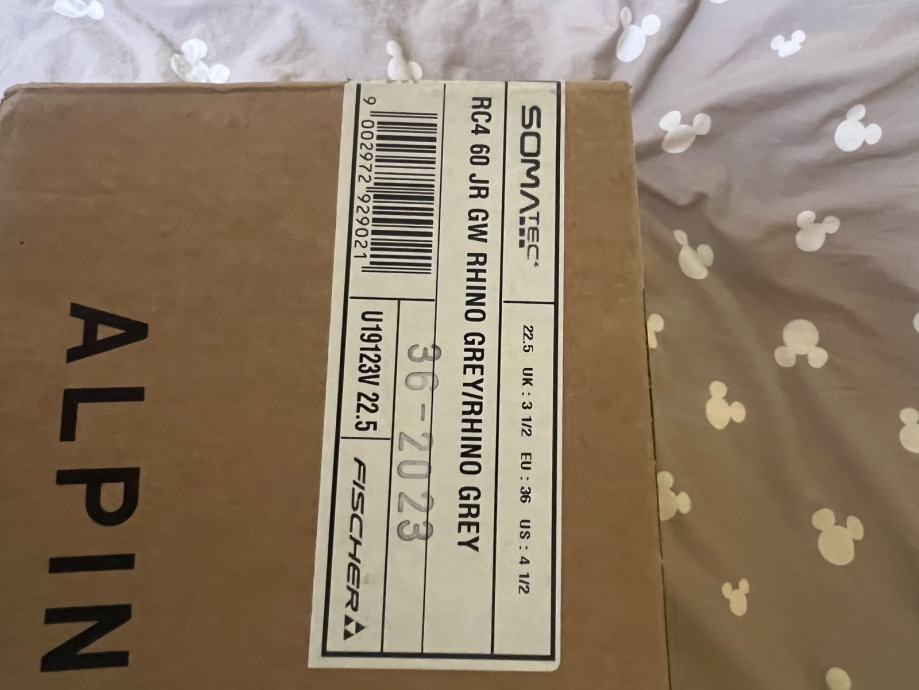 SOMATEC⁴
22.5 UK : 3 1/2 EU : 36 US : 4 1/2
RC4 60 JR GW RHINO GREY/RHINO GREY
9 002972 929021
36-2023
U19123V 22.5
FISCHER
ALPIN